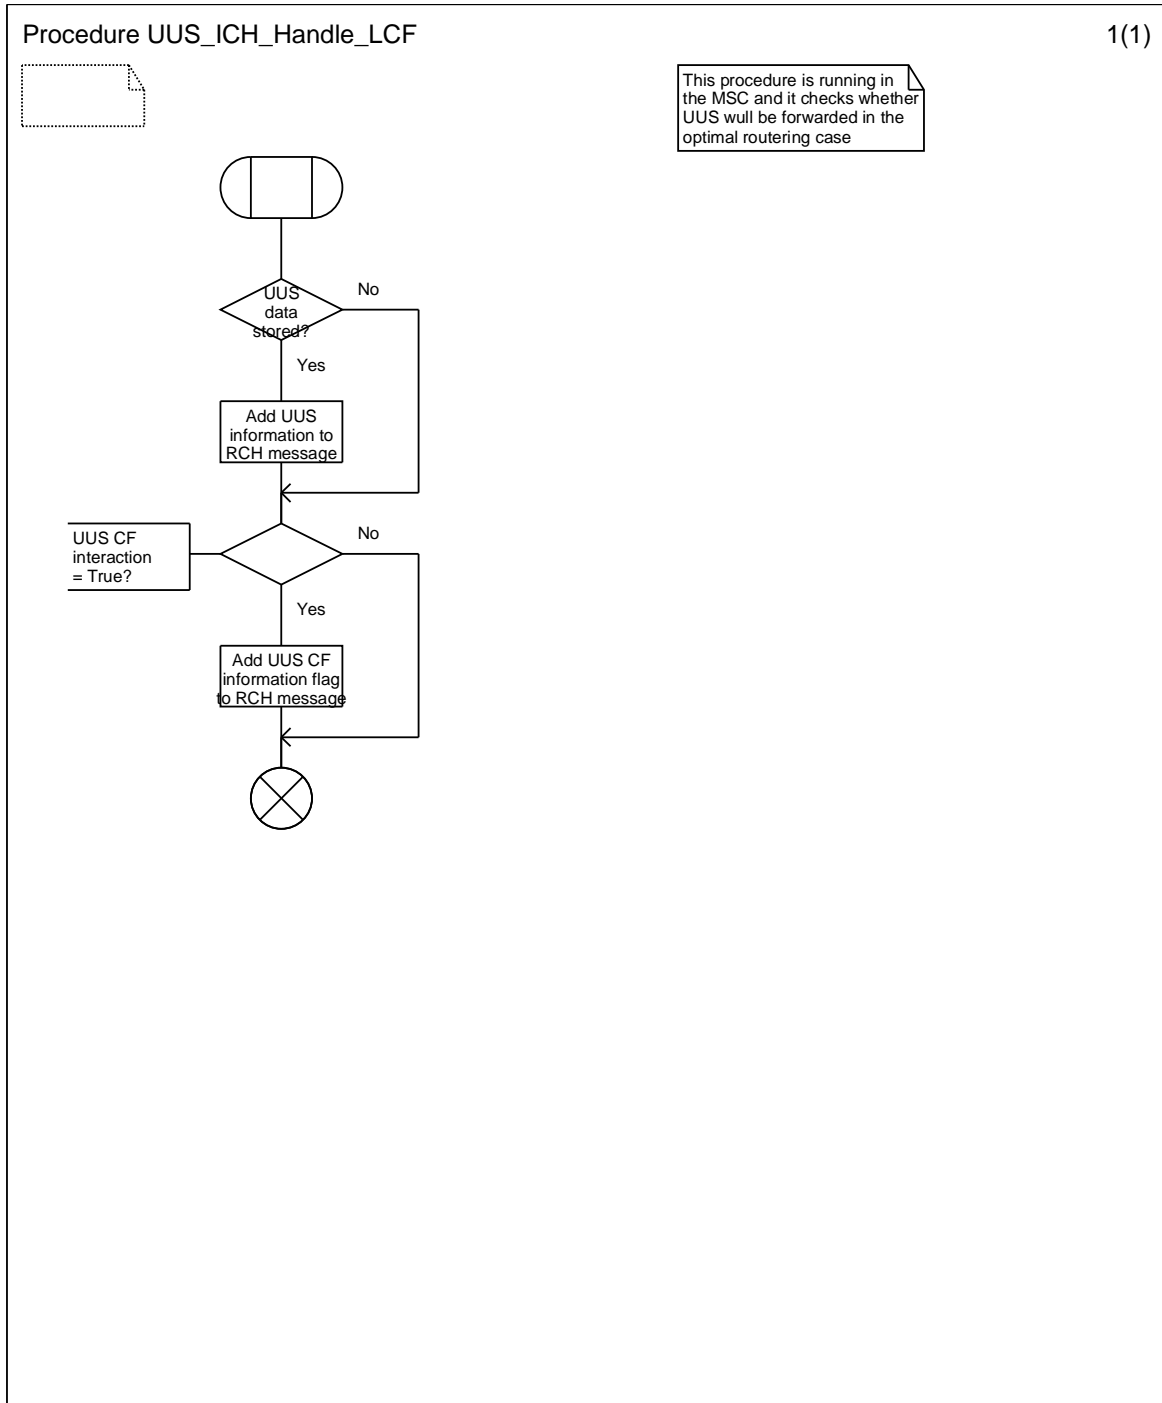 Procedure UUS_ICH_Handle_LCF
1(1)
This procedure is running in
the MSC and it checks whether
UUS wull be forwarded in the
optimal routering case
UUS
data
stored?
No
Yes
Add UUS
information to
RCH message
UUS CF
interaction
= True?
No
Yes
Add UUS CF
information flag
to RCH message